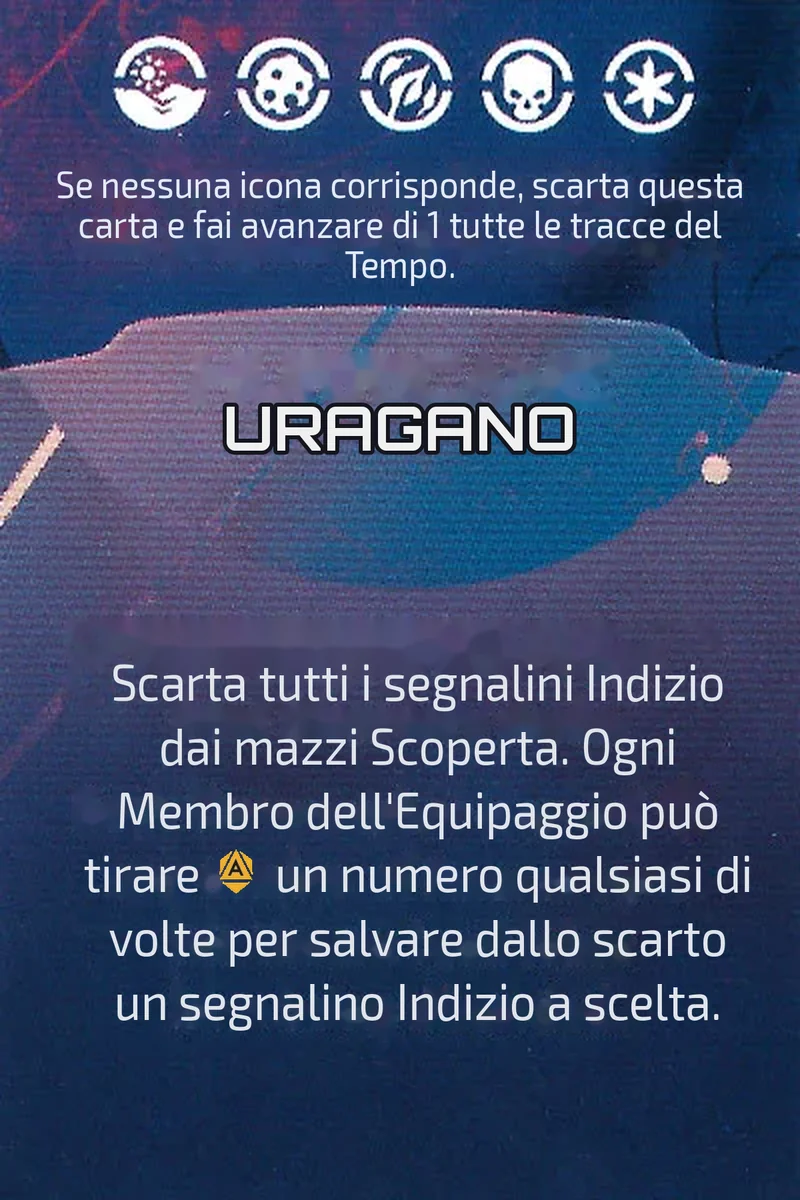 Se nessuna icona corrisponde, scarta questa
carta e fai avanzare di 1 tutte le tracce del
Tempo.
URAGANO
Scarta tutti i segnalini Indizio
dai mazzi Scoperta. Ogni
Membro dell'Equipaggio può
tirare A un numero qualsiasi di
volte per salvare dallo scarto
un segnalino Indizio a scelta.